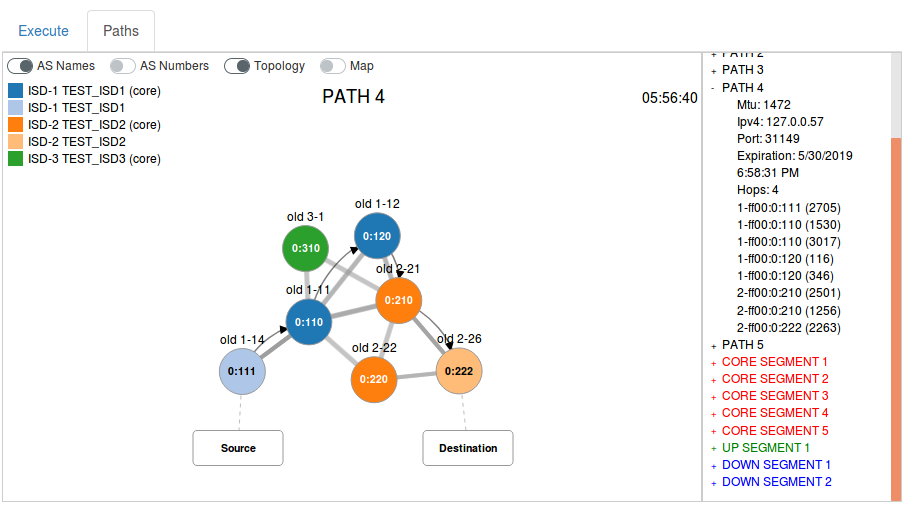 Execute
Paths
AS Names
AS Numbers
Topology
Map
ISD-1 TEST_ISD1 (core)
ISD-1 TEST_ISD1
ISD-2 TEST_ISD2 (core)
ISD-2 TEST_ISD2
ISD-3 TEST_ISD3 (core)
PATH 4
05:56:40
old 1-12
0:120
old 3-1
0:310
old 2-21
0:210
old 1-11
0:110
old 1-14
0:111
old 2-22
0:220
old 2-26
0:222
Source
Destination
+ PATH 2
+ PATH 3
- PATH 4
Mtu: 1472
Ipv4: 127.0.0.57
Port: 31149
Expiration: 5/30/2019
6:58:31 PM
Hops: 4
1-ff00:0:111 (2705)
1-ff00:0:110 (1530)
1-ff00:0:110 (3017)
1-ff00:0:120 (116)
1-ff00:0:120 (346)
2-ff00:0:210 (2501)
2-ff00:0:210 (1256)
2-ff00:0:222 (2263)
+ PATH 5
+ CORE SEGMENT 1
+ CORE SEGMENT 2
+ CORE SEGMENT 3
+ CORE SEGMENT 4
+ CORE SEGMENT 5
+ UP SEGMENT 1
+ DOWN SEGMENT 1
+ DOWN SEGMENT 2